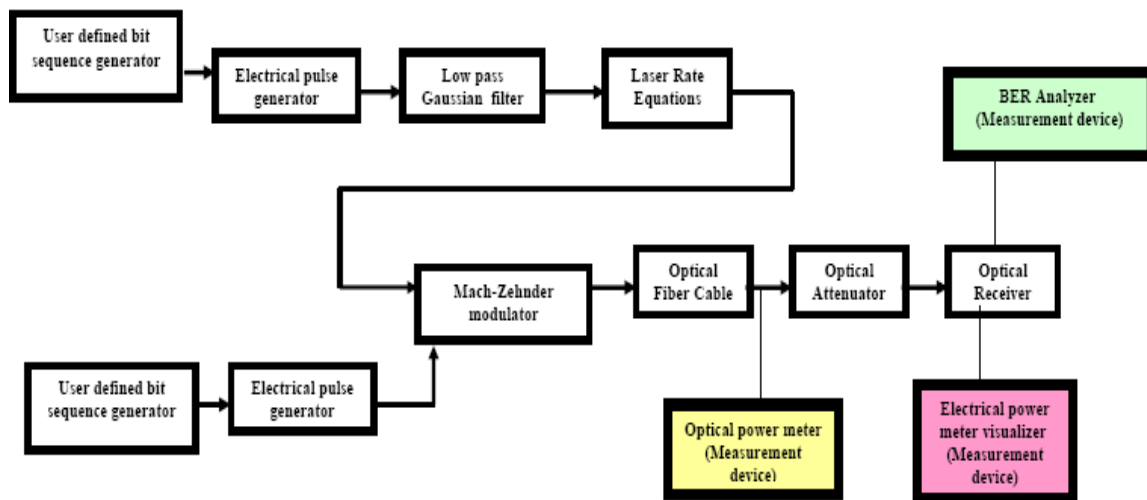 User defined bit
sequence generator
Electrical pulse
generator
Low pass
Gaussian filter
Laser Rate
Equations
BER Analyzer
(Measurement device)
Mach-Zehnder
modulator
Optical
Fiber Cable
Optical
Attenuator
Optical
Receiver
User defined bit
sequence generator
Electrical pulse
generator
Optical power meter
(Measurement
device)
Electrical power
meter visualizer
(Measurement
device)